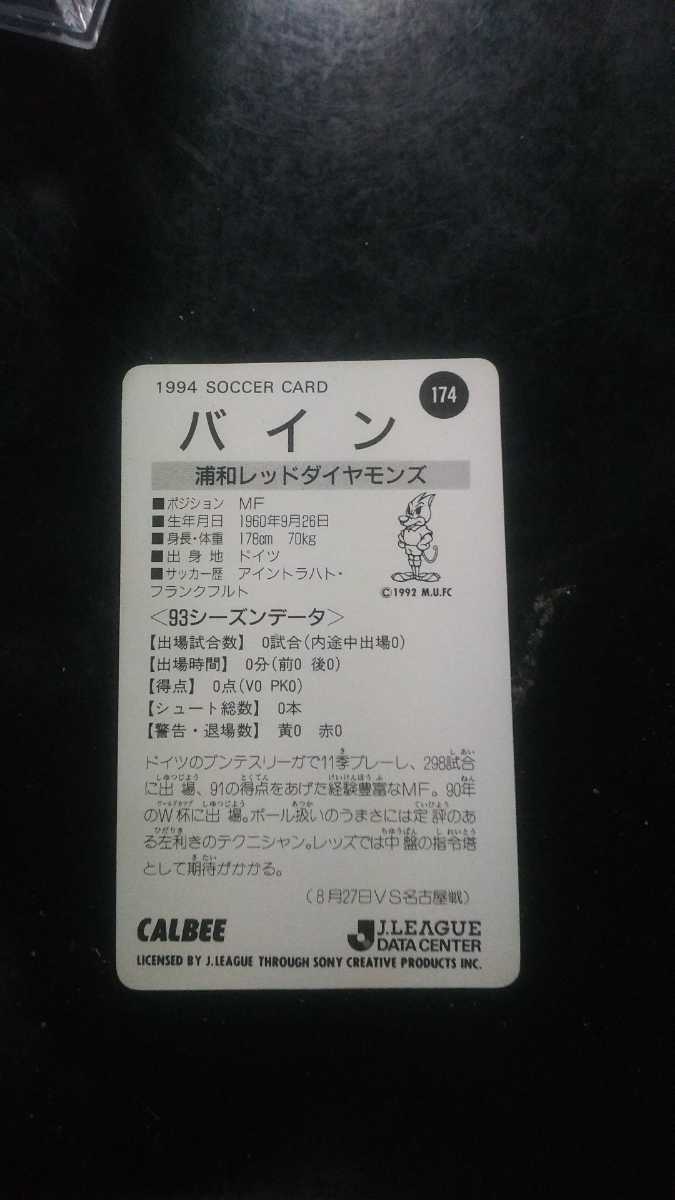 1994 SOCCER CARD
174
バイン
浦和レッドダイヤモンズ
■ポジション MF
■生年月日 1960年9月26日
■身長・体重 178cm 70kg
■出身地 ドイツ
■サッカー歴 アイントラハト・
フランクフルト
©1992 M.U.FC
<93シーズンデータ>
【出場試合数】 0試合(内途中出場0)
【出場時間】 0分(前0 後0)
【得点】 0点(V0 PK0)
【シュート総数】 0本
【警告・退場数】 黄0 赤0
ドイツのブンデスリーガで11季プレーし、298試合
に出場、91の得点をあげた経験豊富なMF。90年
のW杯に出場。ボール扱いのうまさには定評のあ
る左利きのテクニシャン。レッズでは中盤の指令塔
として期待がかかる。
(8月27日VS名古屋戦)
CALBEE
J.LEAGUE
DATA CENTER
LICENSED BY J.LEAGUE THROUGH SONY CREATIVE PRODUCTS INC.